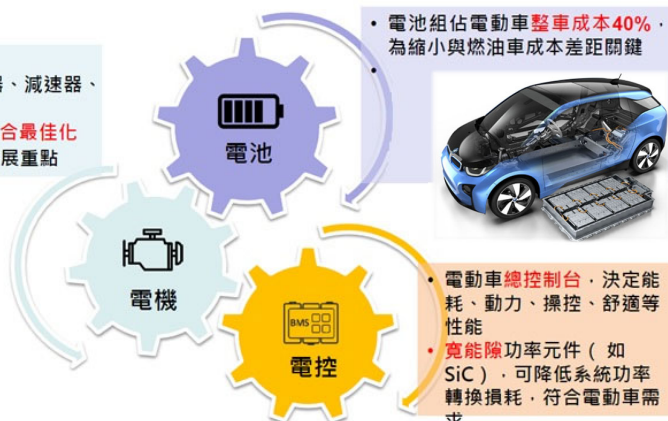 • 電池組佔電動車整車成本40%，
為縮小與燃油車成本差距關鍵
•
、減速器、
合最佳化
展重點
電池
電機
BMS
電控
• 電動車總控制台，決定能
耗、動力、操控、舒適等
性能
• 寬能隙功率元件（ 如
SiC ），可降低系統功率
轉換損耗，符合電動車需